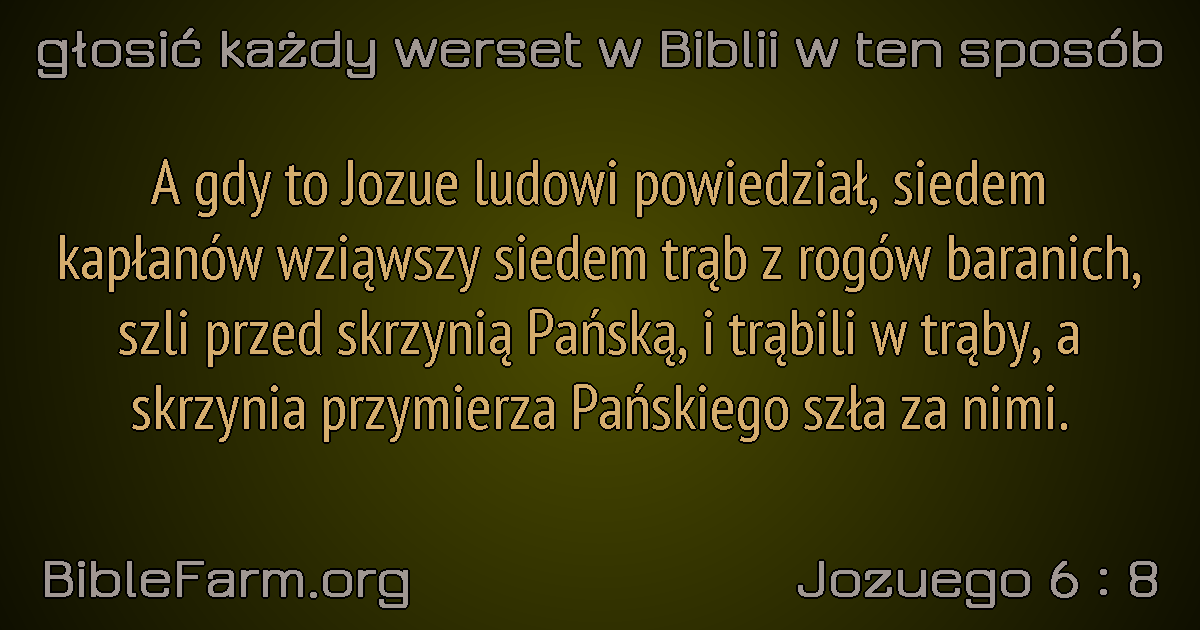 głosić każdy werset w Biblii w ten sposób
A gdy to Jozue ludowi powiedział, siedem
kapłanów wziąwszy siedem trąb z rogów baranich,
szli przed skrzynią Pańską, i trąbili w trąby, a
skrzynia przymierza Pańskiego szła za nimi.
BibleFarm.org
Jozuego 6 : 8